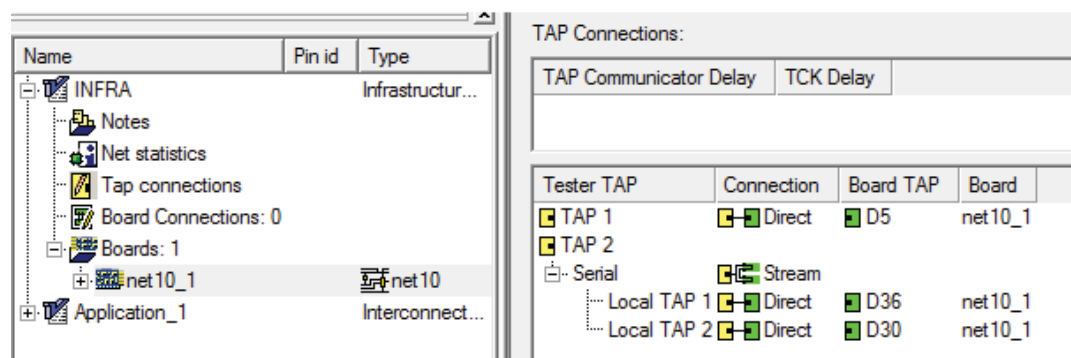 Name Pin id Type
INFRA Infrastructur...
Notes
Net statistics
Tap connections
Board Connections: 0
Boards: 1
net10_1 net10
Application_1 Interconnect...
TAP Connections:
TAP Communicator Delay TCK Delay
Tester TAP Connection Board TAP Board
TAP 1 Direct D5 net10_1
TAP 2
Serial Stream
Local TAP 1 Direct D36 net10_1
Local TAP 2 Direct D30 net10_1